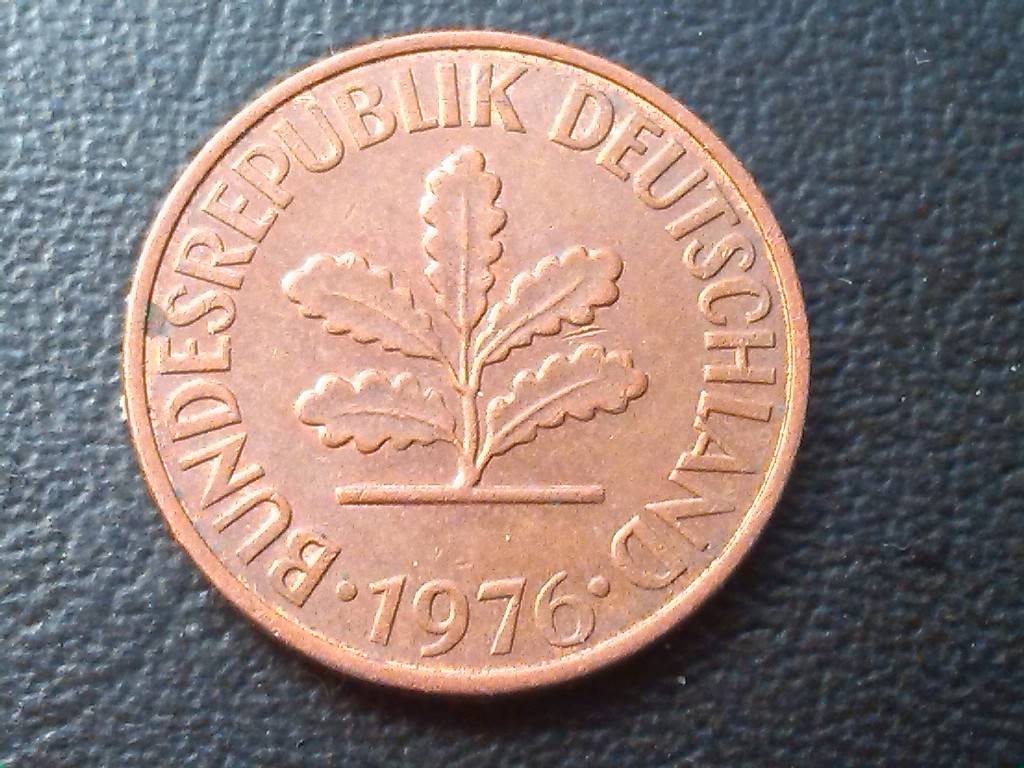 ·BUNDESREPUBLIK DEUTSCHLAND·
1976